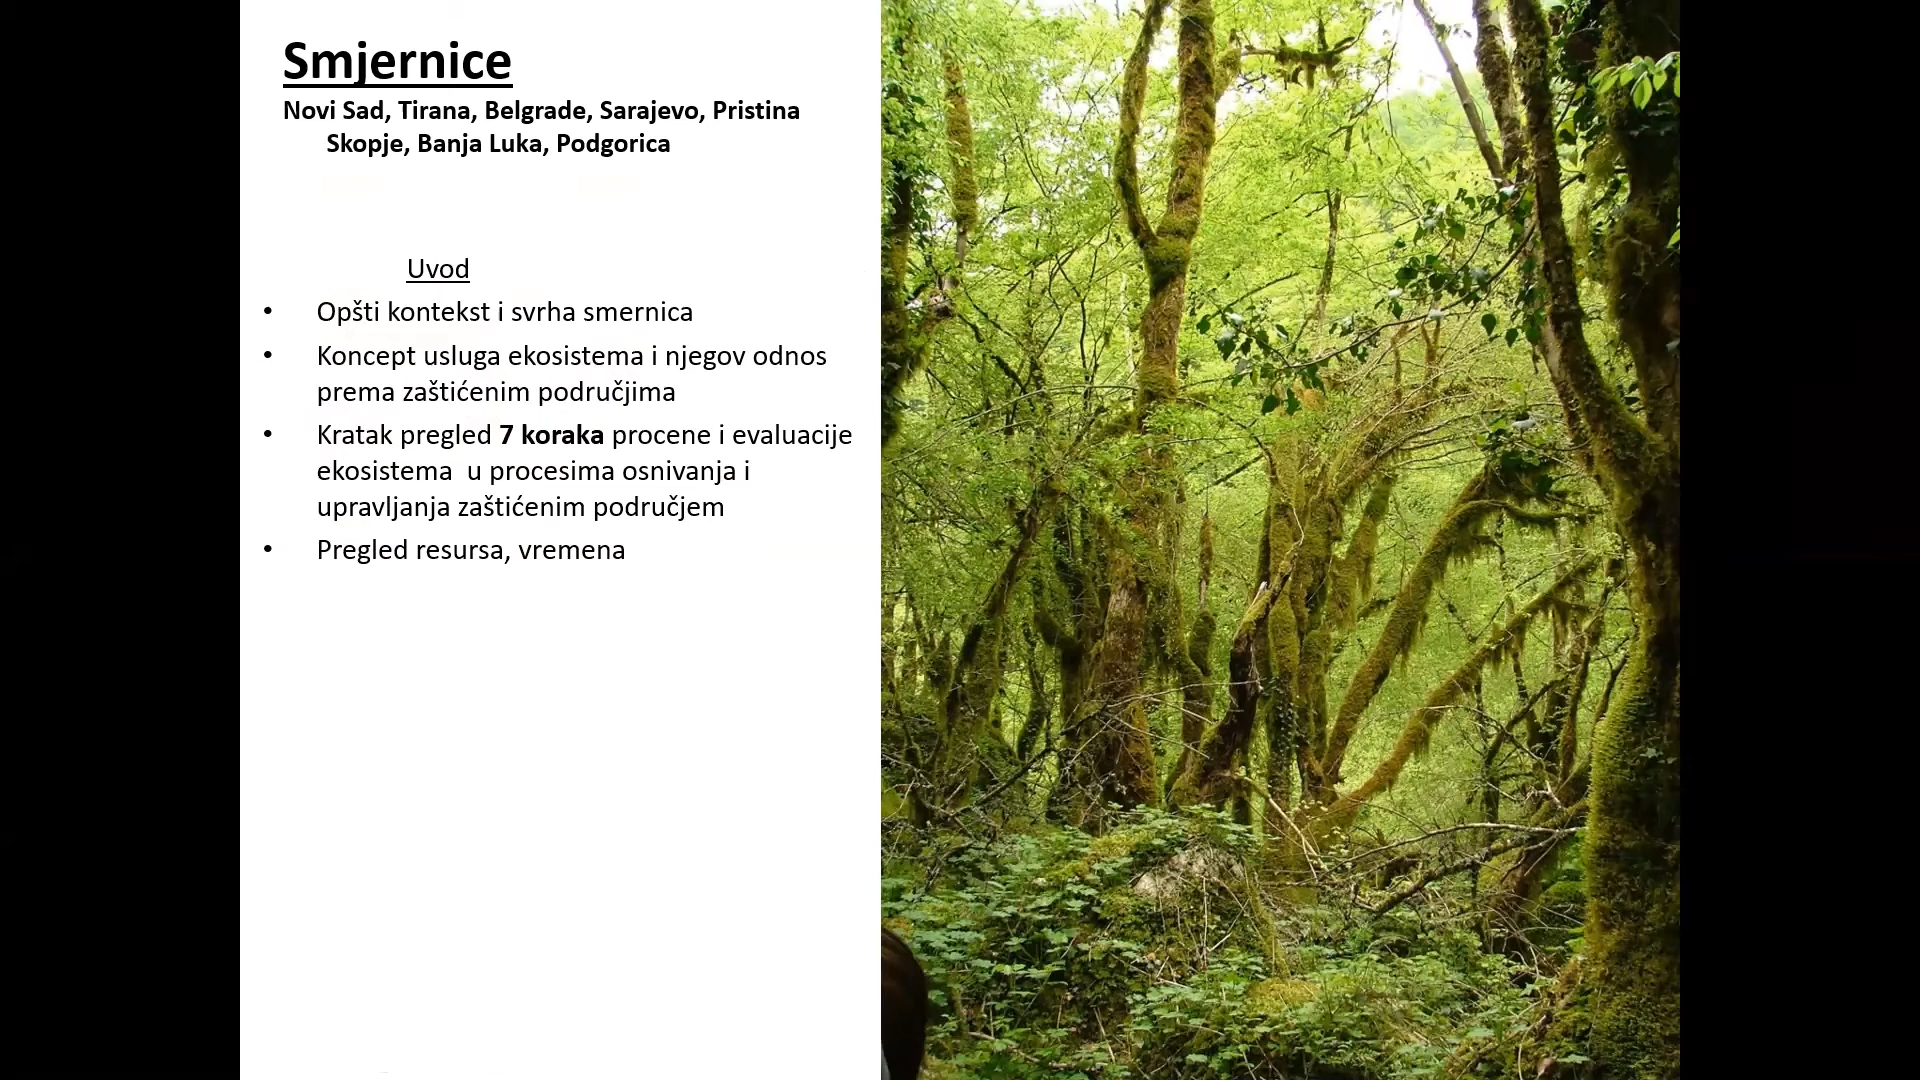 Smjernice
Novi Sad, Tirana, Belgrade, Sarajevo, Pristina
Skopje, Banja Luka, Podgorica
Uvod
• Opšti kontekst i svrha smernica
• Koncept usluga ekosistema i njegov odnos
prema zaštićenim područjima
• Kratak pregled 7 koraka procene i evaluacije
ekosistema  u procesima osnivanja i
upravljanja zaštićenim područjem
• Pregled resursa, vremena